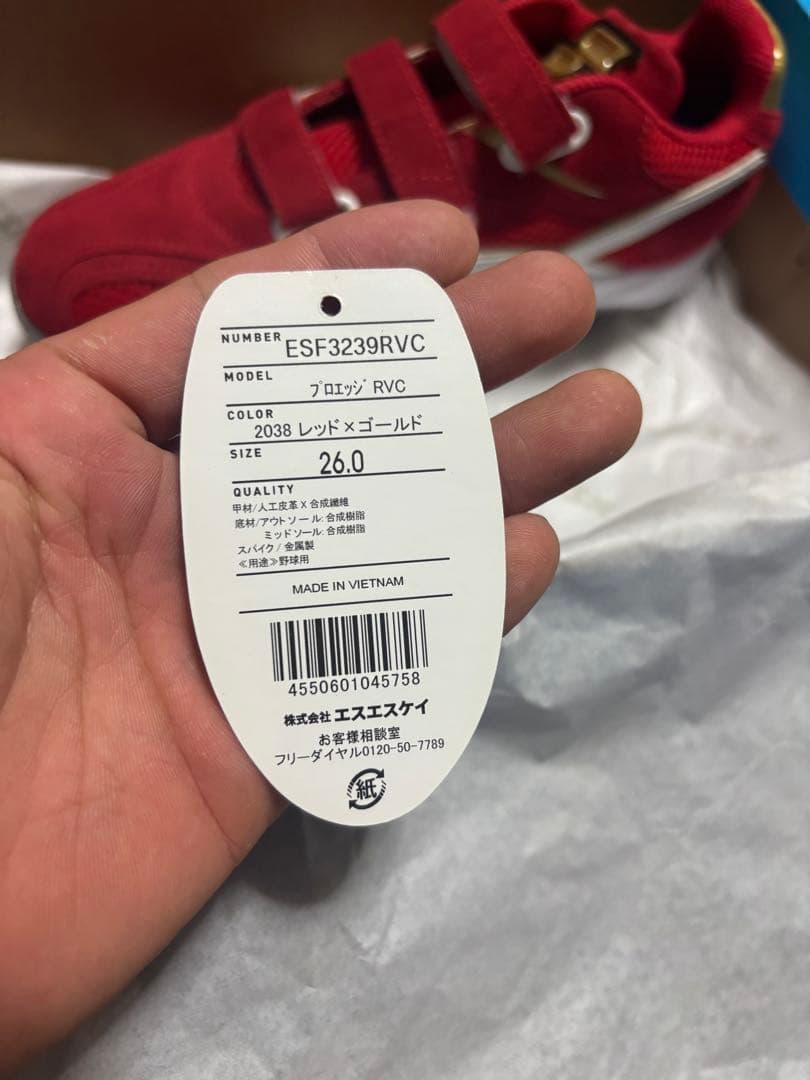 NUMBER ESF3239RVC
MODEL プロエッジ RVC
COLOR 2038 レッド×ゴールド
SIZE 26.0
QUALITY
甲材/人工皮革×合成繊維
底材/アウトソール:合成樹脂
ミッドソール:合成樹脂
スパイク/金属製
≪用途≫野球用
MADE IN VIETNAM
4550601045758
株式会社 エスエスケイ
お客様相談室
フリーダイヤル0120-50-7789
紙